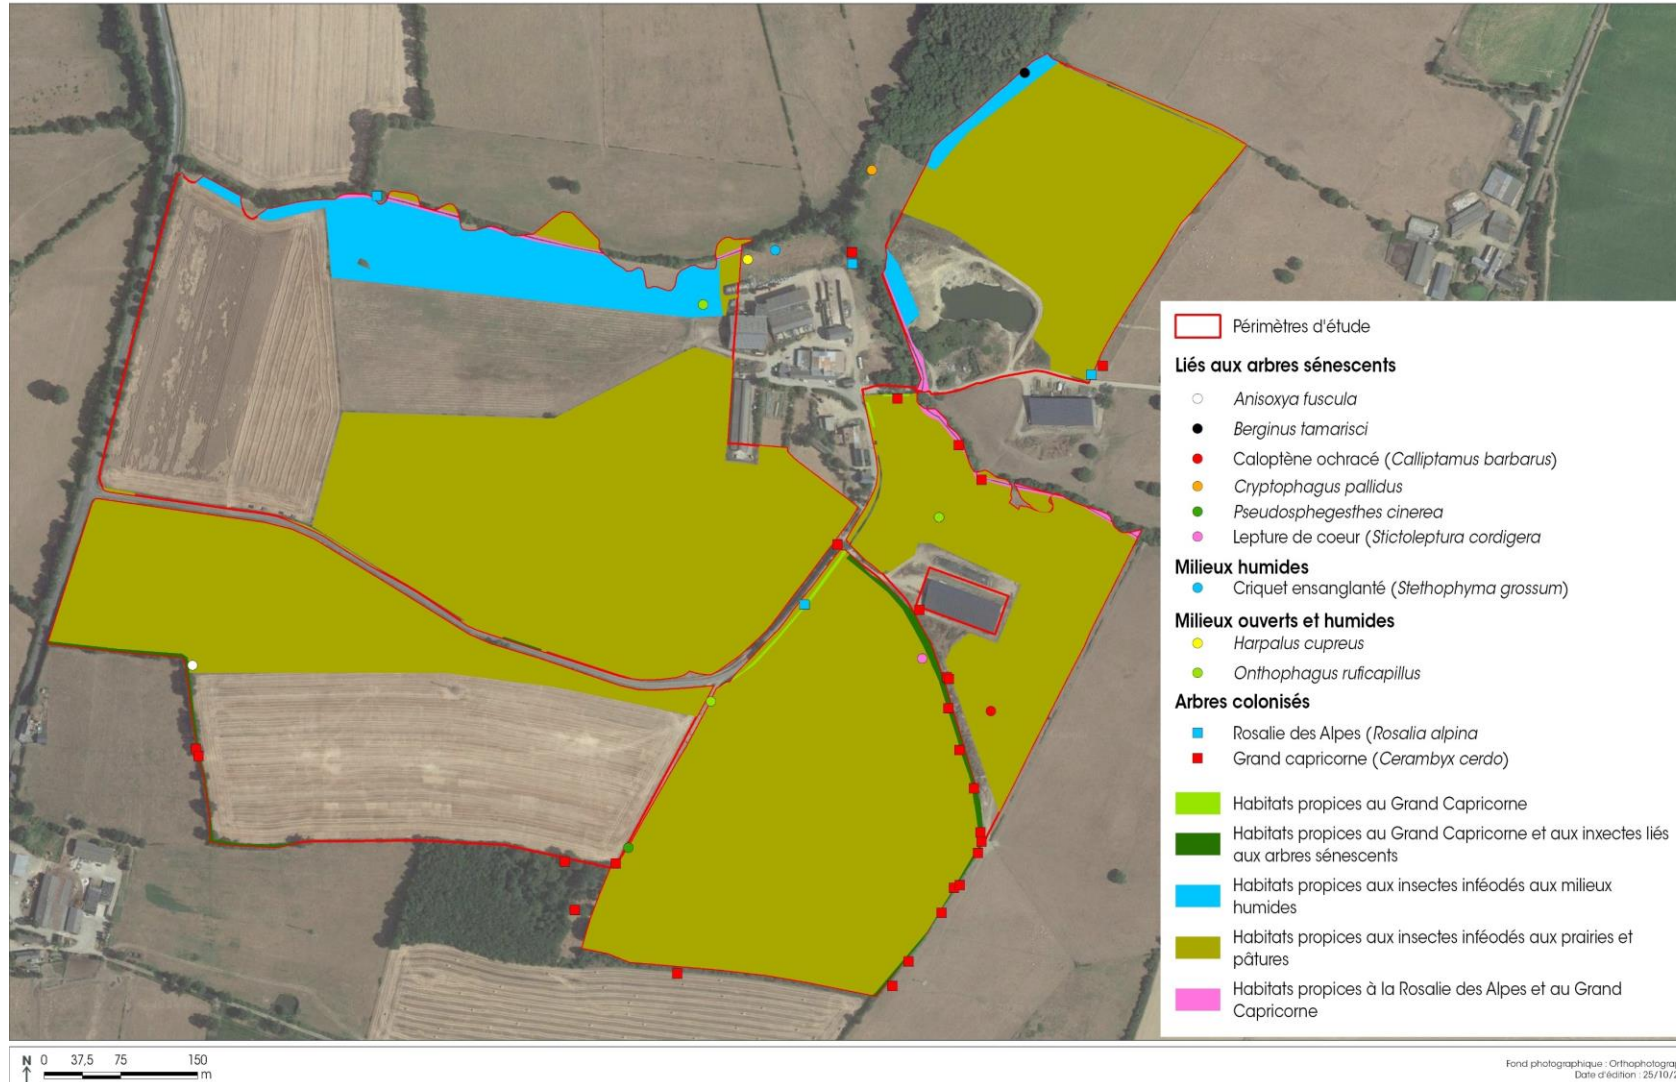 Périmètres d'étude
Liés aux arbres sénescents
Anisoxya fuscula
Berginus tamarisci
Caloptène ochracé (Calliptamus barbarus)
Cryptophagus pallidus
Pseudosphegesthes cinerea
Lepture de coeur (Stictoleptura cordigera
Milieux humides
Criquet ensanglanté (Stethophyma grossum)
Milieux ouverts et humides
Harpalus cupreus
Onthophagus ruficapillus
Arbres colonisés
Rosalie des Alpes (Rosalia alpina
Grand capricorne (Cerambyx cerdo)
Habitats propices au Grand Capricorne
Habitats propices au Grand Capricorne et aux inxectes liés
aux arbres sénescents
Habitats propices aux insectes inféodés aux milieux
humides
Habitats propices aux insectes inféodés aux prairies et
pâtures
Habitats propices à la Rosalie des Alpes et au Grand
Capricorne
N 0 37,5 75 150
m
Fond photographique : Orthophotogra
Date d'édition : 25/10/